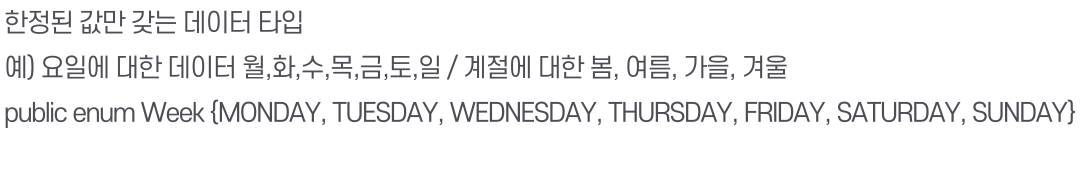 한정된 값만 갖는 데이터 타입
예) 요일에 대한 데이터 월,화,수,목,금,토,일 / 계절에 대한 봄, 여름, 가을, 겨울
public enum Week {MONDAY, TUESDAY, WEDNESDAY, THURSDAY, FRIDAY, SATURDAY, SUNDAY}